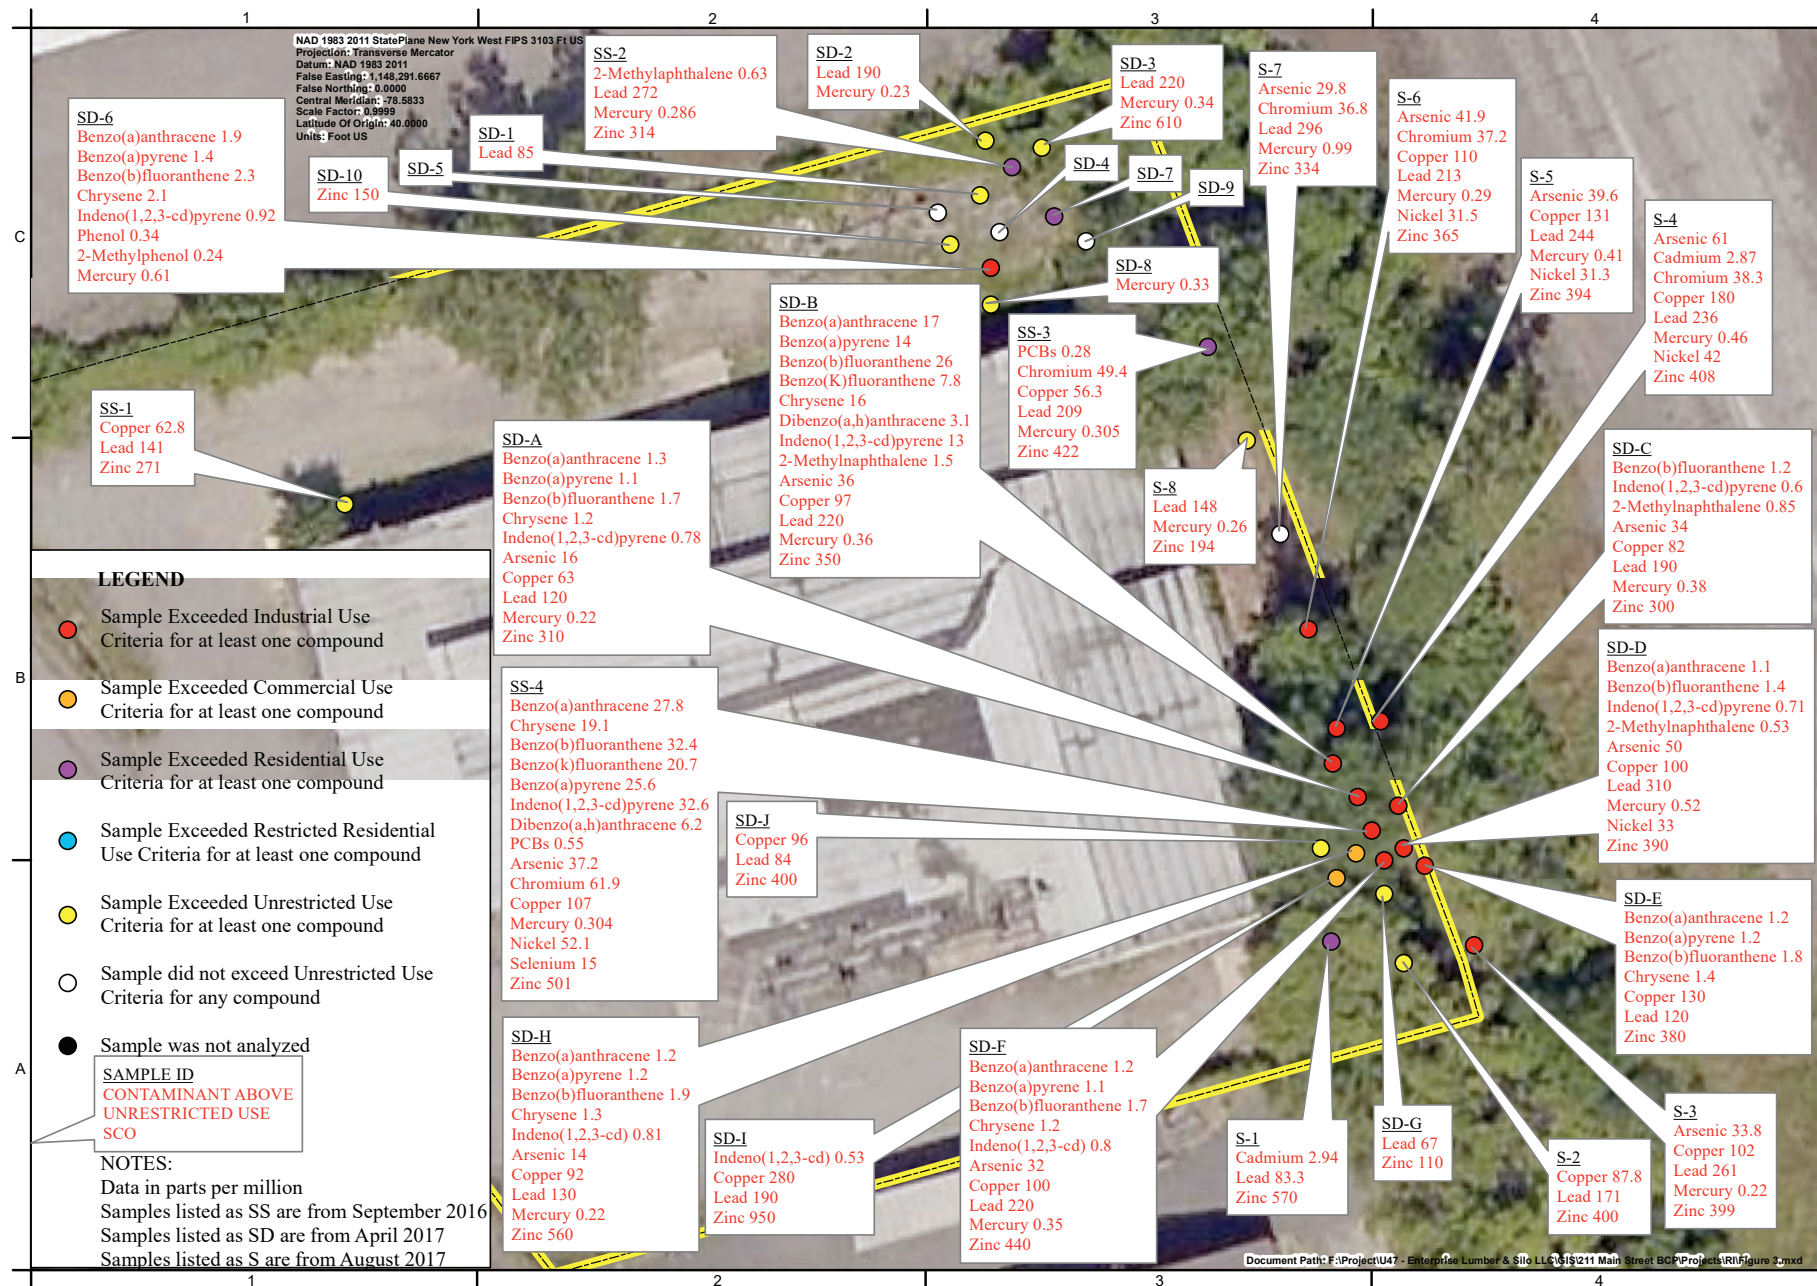 1
2
3
4
NAD 1983 2011 StatePlane New York West FIPS 3103 Ft US
Projection: Transverse Mercator
Datum: NAD 1983 2011
False Easting: 1,148,291.6667
False Northing: 0.0000
Central Meridian: -78.5833
Scale Factor: 0.9999
Latitude Of Origin: 40.0000
Units: Foot US
SD-6
Benzo(a)anthracene 1.9
Benzo(a)pyrene 1.4
Benzo(b)fluoranthene 2.3
Chrysene 2.1
Indeno(1,2,3-cd)pyrene 0.92
Phenol 0.34
2-Methylphenol 0.24
Mercury 0.61
SD-10
Zinc 150
SD-5
SD-1
Lead 85
SS-2
2-Methylaphthalene 0.63
Lead 272
Mercury 0.286
Zinc 314
SD-2
Lead 190
Mercury 0.23
SD-3
Lead 220
Mercury 0.34
Zinc 610
SD-4
SD-7
SD-9
SD-8
Mercury 0.33
S-7
Arsenic 29.8
Chromium 36.8
Lead 296
Mercury 0.99
Zinc 334
S-6
Arsenic 41.9
Chromium 37.2
Copper 110
Lead 213
Mercury 0.29
Nickel 31.5
Zinc 365
S-5
Arsenic 39.6
Copper 131
Lead 244
Mercury 0.41
Nickel 31.3
Zinc 394
S-4
Arsenic 61
Cadmium 2.87
Chromium 38.3
Copper 180
Lead 236
Mercury 0.46
Nickel 42
Zinc 408
C
SS-1
Copper 62.8
Lead 141
Zinc 271
SD-A
Benzo(a)anthracene 1.3
Benzo(a)pyrene 1.1
Benzo(b)fluoranthene 1.7
Chrysene 1.2
Indeno(1,2,3-cd)pyrene 0.78
Arsenic 16
Copper 63
Lead 120
Mercury 0.22
Zinc 310
SD-B
Benzo(a)anthracene 17
Benzo(a)pyrene 14
Benzo(b)fluoranthene 26
Benzo(K)fluoranthene 7.8
Chrysene 16
Dibenzo(a,h)anthracene 3.1
Indeno(1,2,3-cd)pyrene 13
2-Methylnaphthalene 1.5
Arsenic 36
Copper 97
Lead 220
Mercury 0.36
Zinc 350
SS-3
PCBs 0.28
Chromium 49.4
Copper 56.3
Lead 209
Mercury 0.305
Zinc 422
S-8
Lead 148
Mercury 0.26
Zinc 194
SD-C
Benzo(b)fluoranthene 1.2
Indeno(1,2,3-cd)pyrene 0.6
2-Methylnaphthalene 0.85
Arsenic 34
Copper 82
Lead 190
Mercury 0.38
Zinc 300
SD-D
Benzo(a)anthracene 1.1
Benzo(b)fluoranthene 1.4
Indeno(1,2,3-cd)pyrene 0.71
2-Methylnaphthalene 0.53
Arsenic 50
Copper 100
Lead 310
Mercury 0.52
Nickel 33
Zinc 390
B
LEGEND
Sample Exceeded Industrial Use
Criteria for at least one compound
Sample Exceeded Commercial Use
Criteria for at least one compound
Sample Exceeded Residential Use
Criteria for at least one compound
Sample Exceeded Restricted Residential
Use Criteria for at least one compound
Sample Exceeded Unrestricted Use
Criteria for at least one compound
Sample did not exceed Unrestricted Use
Criteria for any compound
Sample was not analyzed
SAMPLE ID
CONTAMINANT ABOVE
UNRESTRICTED USE
SCO
NOTES:
Data in parts per million
Samples listed as SS are from September 2016
Samples listed as SD are from April 2017
Samples listed as S are from August 2017
SS-4
Benzo(a)anthracene 27.8
Chrysene 19.1
Benzo(b)fluoranthene 32.4
Benzo(k)fluoranthene 20.7
Benzo(a)pyrene 25.6
Indeno(1,2,3-cd)pyrene 32.6
Dibenzo(a,h)anthracene 6.2
PCBs 0.55
Arsenic 37.2
Chromium 61.9
Copper 107
Mercury 0.304
Nickel 52.1
Selenium 15
Zinc 501
SD-J
Copper 96
Lead 84
Zinc 400
SD-E
Benzo(a)anthracene 1.2
Benzo(a)pyrene 1.2
Benzo(b)fluoranthene 1.8
Chrysene 1.4
Copper 130
Lead 120
Zinc 380
A
SD-H
Benzo(a)anthracene 1.2
Benzo(a)pyrene 1.2
Benzo(b)fluoranthene 1.9
Chrysene 1.3
Indeno(1,2,3-cd) 0.81
Arsenic 14
Copper 92
Lead 130
Mercury 0.22
Zinc 560
SD-I
Indeno(1,2,3-cd) 0.53
Copper 280
Lead 190
Zinc 950
SD-F
Benzo(a)anthracene 1.2
Benzo(a)pyrene 1.1
Benzo(b)fluoranthene 1.7
Chrysene 1.2
Indeno(1,2,3-cd) 0.8
Arsenic 32
Copper 100
Lead 220
Mercury 0.35
Zinc 440
S-1
Cadmium 2.94
Lead 83.3
Zinc 570
SD-G
Lead 67
Zinc 110
S-2
Copper 87.8
Lead 171
Zinc 400
S-3
Arsenic 33.8
Copper 102
Lead 261
Mercury 0.22
Zinc 399
Document Path: F:\Project\U47 - Enterprise Lumber & Silo LLC\GIS\211 Main Street BCP\Projects\RI\Figure 3.mxd
1
2
3
4